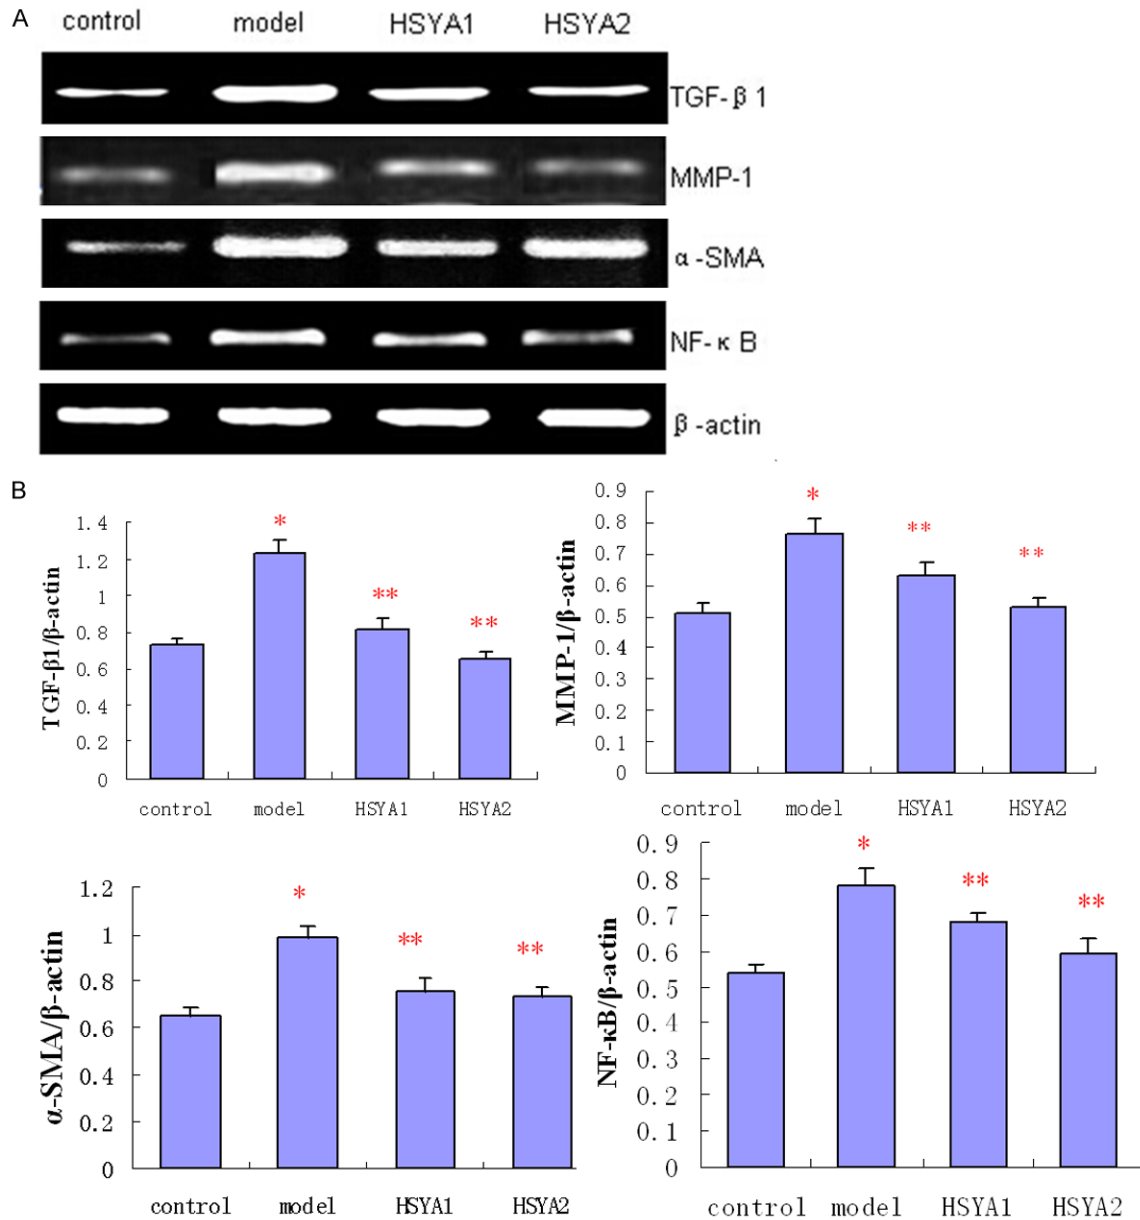 A
control model HSYA1 HSYA2
TGF-β 1
MMP-1
α-SMA
NF-κ B
β-actin
B
TGF-β1/β-actin
1.4
1.2
1
0.8
0.6
0.4
0.2
0
*
**
**
control model HSYA1 HSYA2
MMP-1/β-actin
0.9
0.8
0.7
0.6
0.5
0.4
0.3
0.2
0.1
0
*
**
**
control model HSYA1 HSYA2
α-SMA/β-actin
1.2
1
0.8
0.6
0.4
0.2
0
*
**
**
control model HSYA1 HSYA2
NF-κB/β-actin
0.9
0.8
0.7
0.6
0.5
0.4
0.3
0.2
0.1
0
*
**
**
control model HSYA1 HSYA2